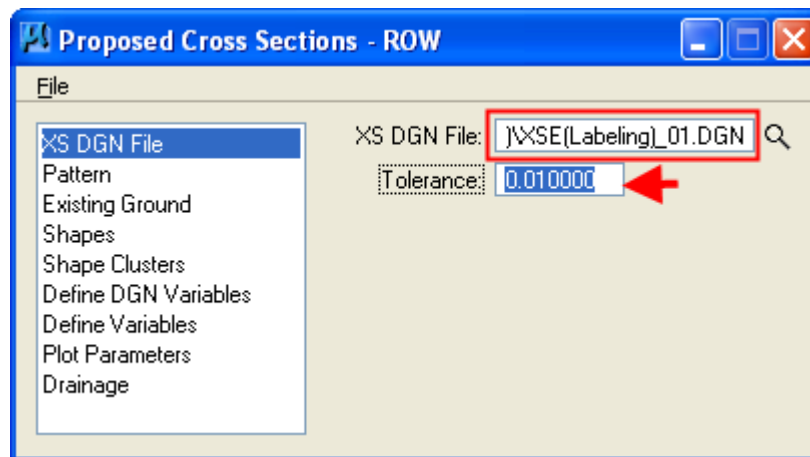 Proposed Cross Sections - ROW
File
XS DGN File
Pattern
Existing Ground
Shapes
Shape Clusters
Define DGN Variables
Define Variables
Plot Parameters
Drainage
XS DGN File: )\XSE(Labeling)_01.DGN
Tolerance: 0.010000